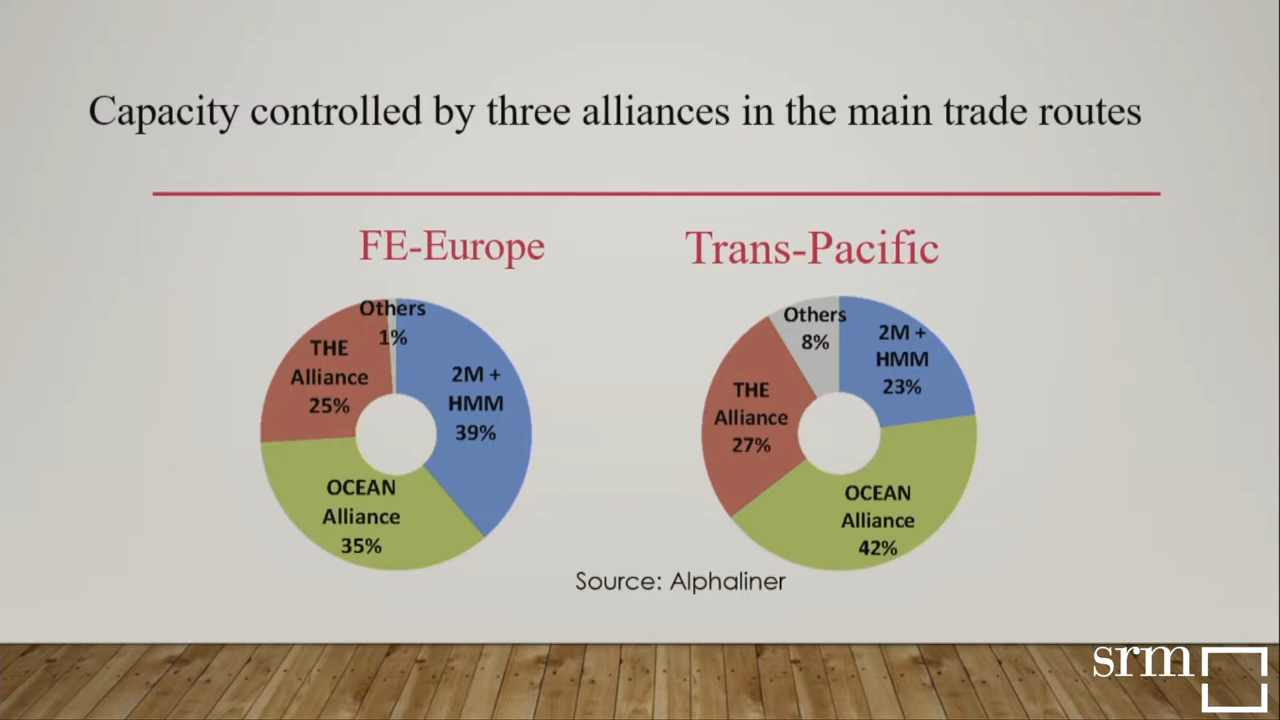 Capacity controlled by three alliances in the main trade routes
FE-Europe
Others
1%
THE
Alliance
25%
2M +
HMM
39%
OCEAN
Alliance
35%
Trans-Pacific
Others
8%
2M +
HMM
23%
THE
Alliance
27%
OCEAN
Alliance
42%
Source: Alphaliner
srm